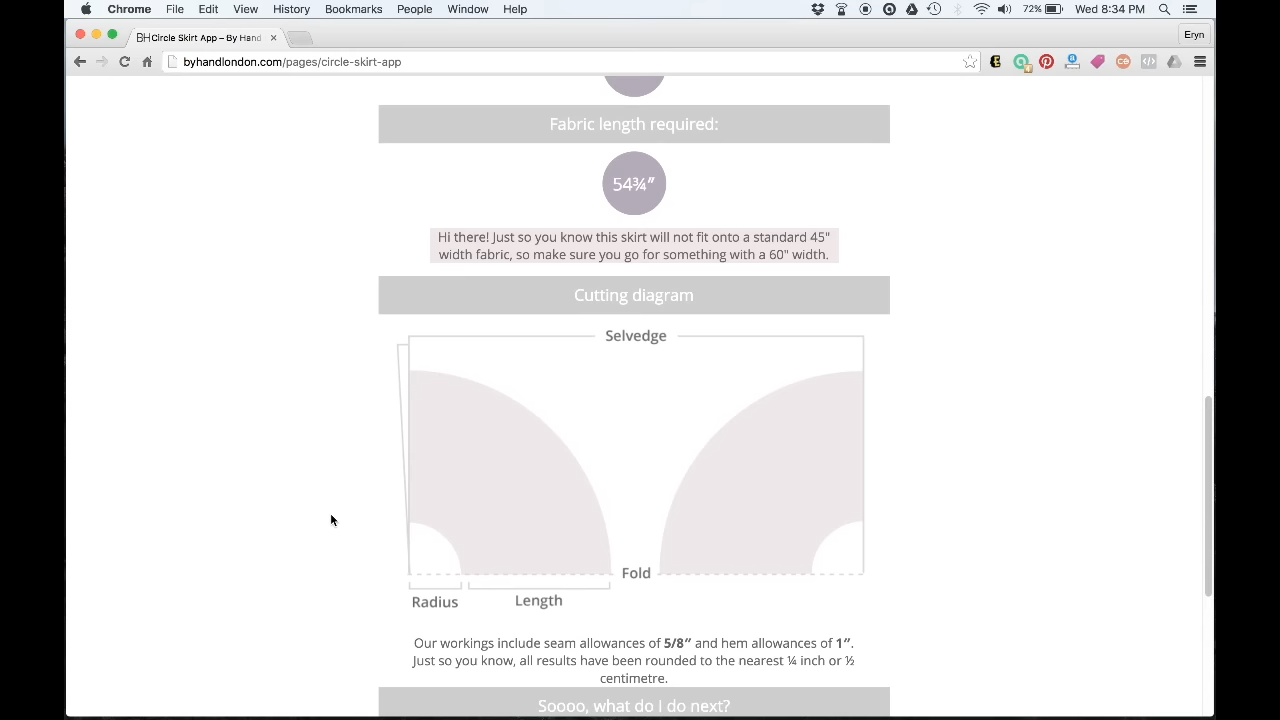 Chrome File Edit View History Bookmarks People Window Help 72% Wed 8:34 PM
BH Circle Skirt App – By Hand
Eryn
byhandlondon.com/pages/circle-skirt-app
Fabric length required:
54¾”
Hi there! Just so you know this skirt will not fit onto a standard 45"
width fabric, so make sure you go for something with a 60" width.
Cutting diagram
Selvedge
Fold
Radius
Length
Our workings include seam allowances of 5/8” and hem allowances of 1”.
Just so you know, all results have been rounded to the nearest ¼ inch or ½
centimetre.
Soooo, what do I do next?